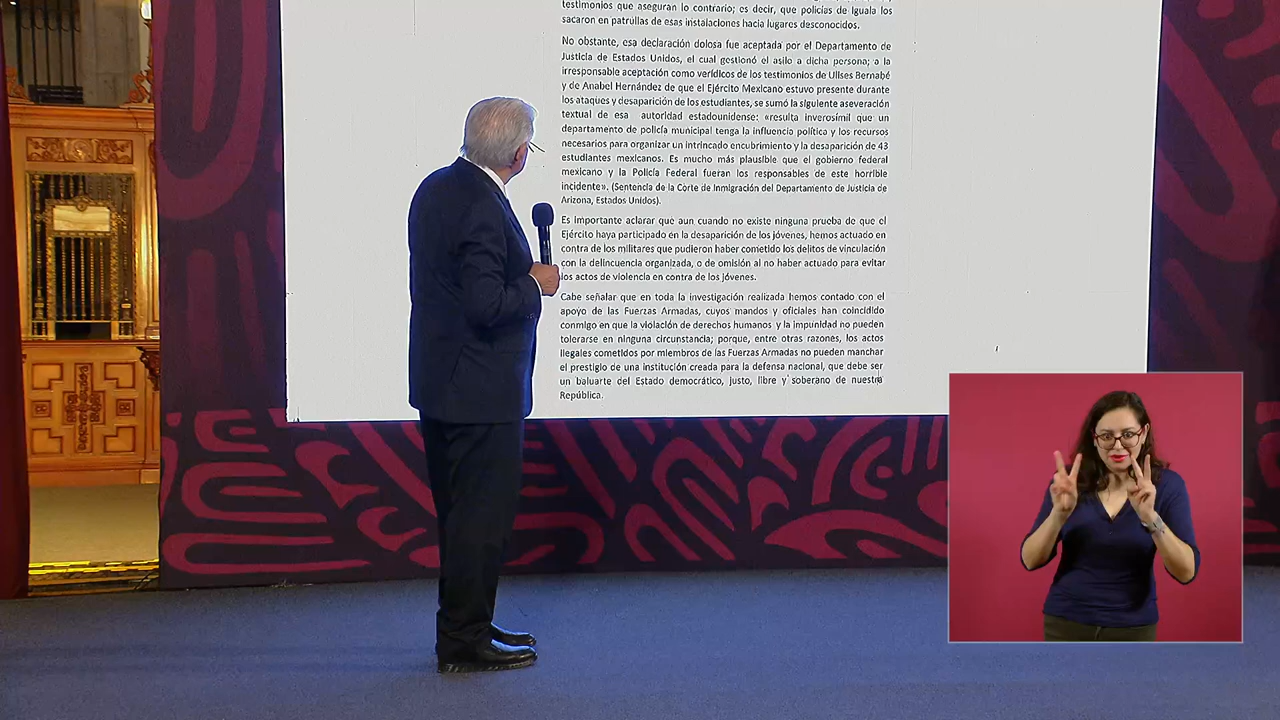 testimonios que aseguran lo contrario; es decir, que policías de Iguala los
sacaron en patrullas de esas instalaciones hacia lugares desconocidos.
No obstante, esa declaración dolosa fue aceptada por el Departamento de
Justicia de Estados Unidos, el cual gestionó el asilo a dicha persona; a la
irresponsable aceptación como verídicos de los testimonios de Ulises Bernabé
y de Anabel Hernández de que el Ejército Mexicano estuvo presente durante
los ataques y desaparición de los estudiantes, se sumó la siguiente aseveración
textual de esa autoridad estadounidense: «resulta inverosímil que un
departamento de policía municipal tenga la influencia política y los recursos
necesarios para organizar un intrincado encubrimiento y la desaparición de 43
estudiantes mexicanos. Es mucho más plausible que el gobierno federal
mexicano y la Policía Federal fueran los responsables de este horrible
incidente». (Sentencia de la Corte de Inmigración del Departamento de Justicia de
Arizona, Estados Unidos).
Es importante aclarar que aun cuando no existe ninguna prueba de que el
Ejército haya participado en la desaparición de los jóvenes, hemos actuado en
contra de los militares que pudieron haber cometido los delitos de vinculación
con la delincuencia organizada, o de omisión al no haber actuado para evitar
los actos de violencia en contra de los jóvenes.
Cabe señalar que en toda la investigación realizada hemos contado con el
apoyo de las Fuerzas Armadas, cuyos mandos y oficiales han coincidido
conmigo en que la violación de derechos humanos y la impunidad no pueden
tolerarse en ninguna circunstancia; porque, entre otras razones, los actos
ilegales cometidos por miembros de las Fuerzas Armadas no pueden manchar
el prestigio de una institución creada para la defensa nacional, que debe ser
un baluarte del Estado democrático, justo, libre y soberano de nuestra
República.